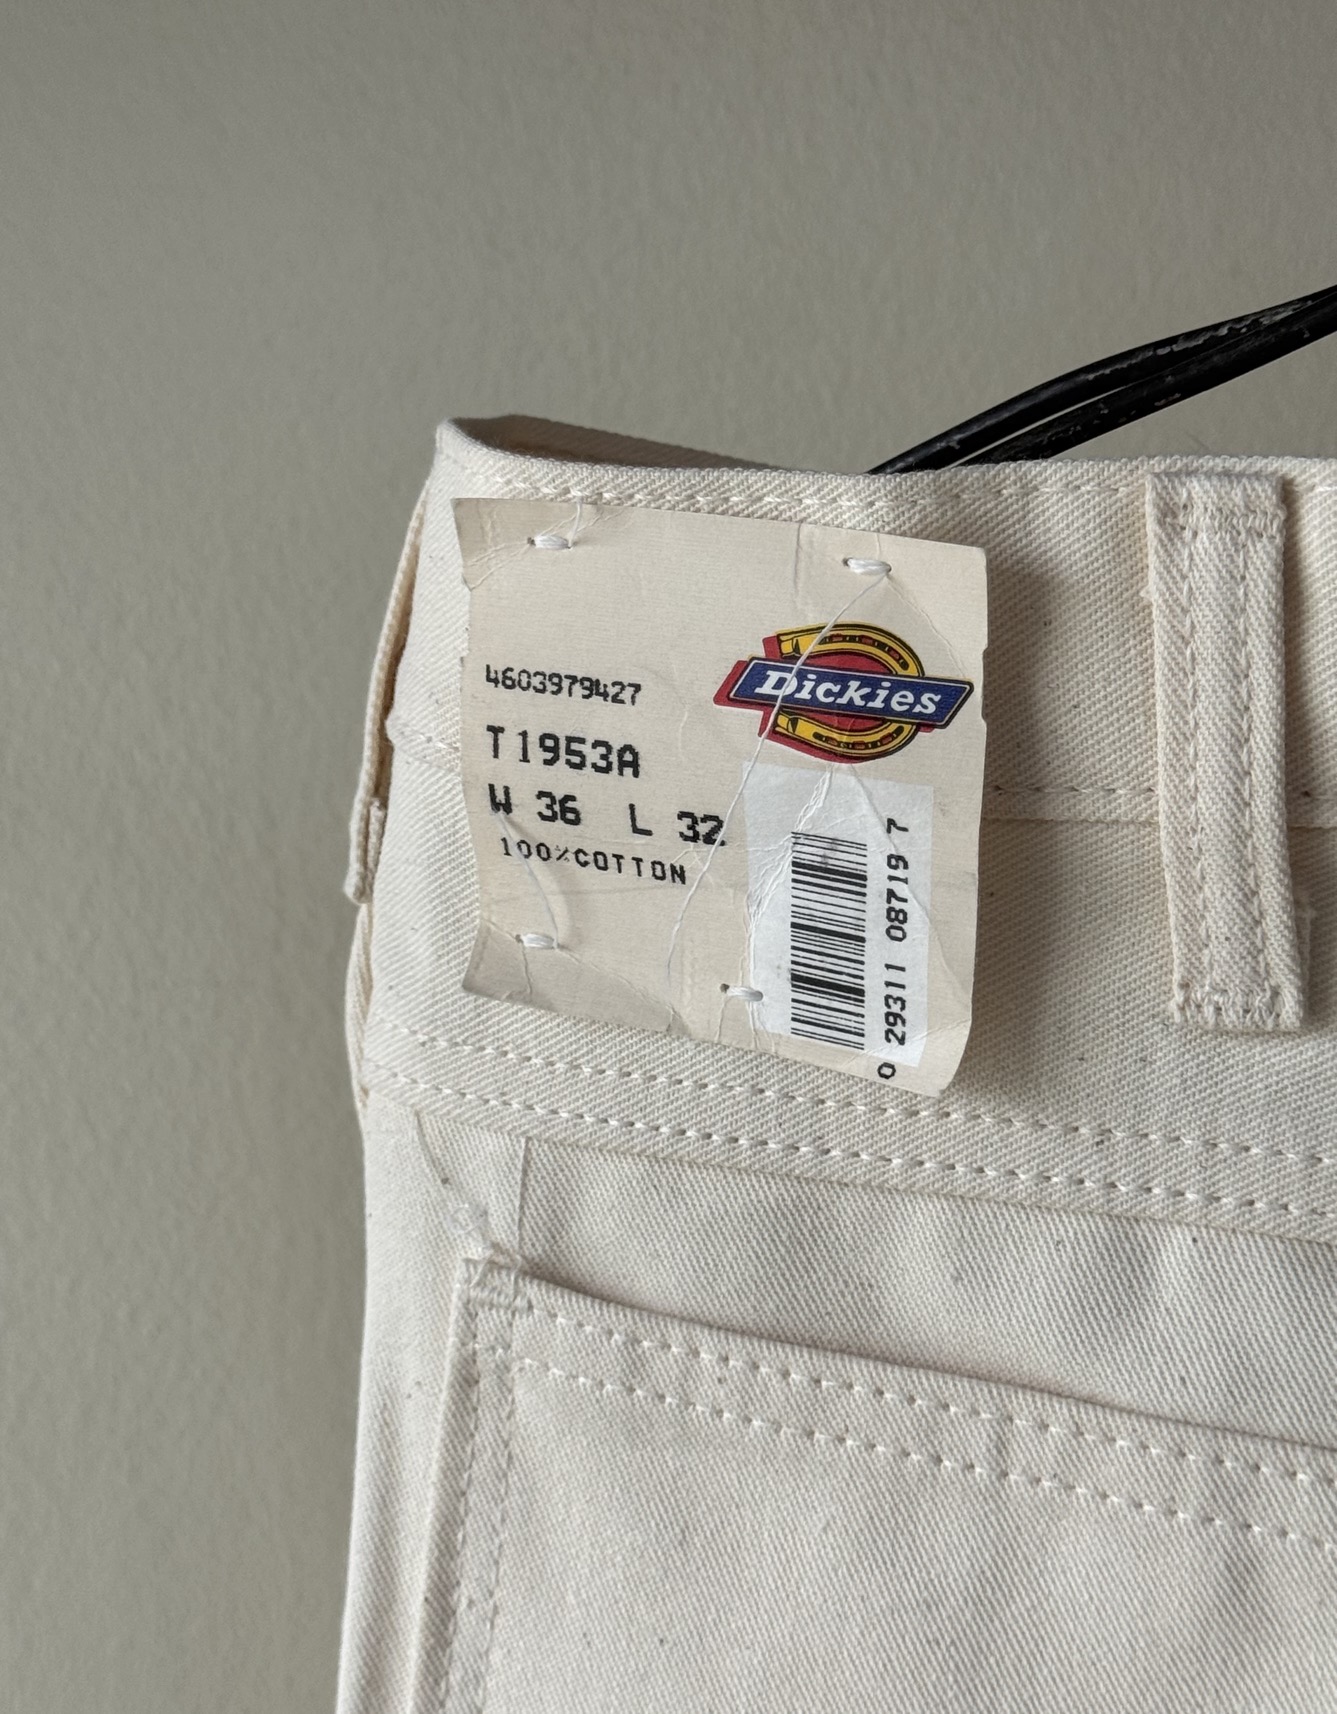 Dickies
4603979427
T1953A
W 36 L 32
100%COTTON
0 29311 08719 7